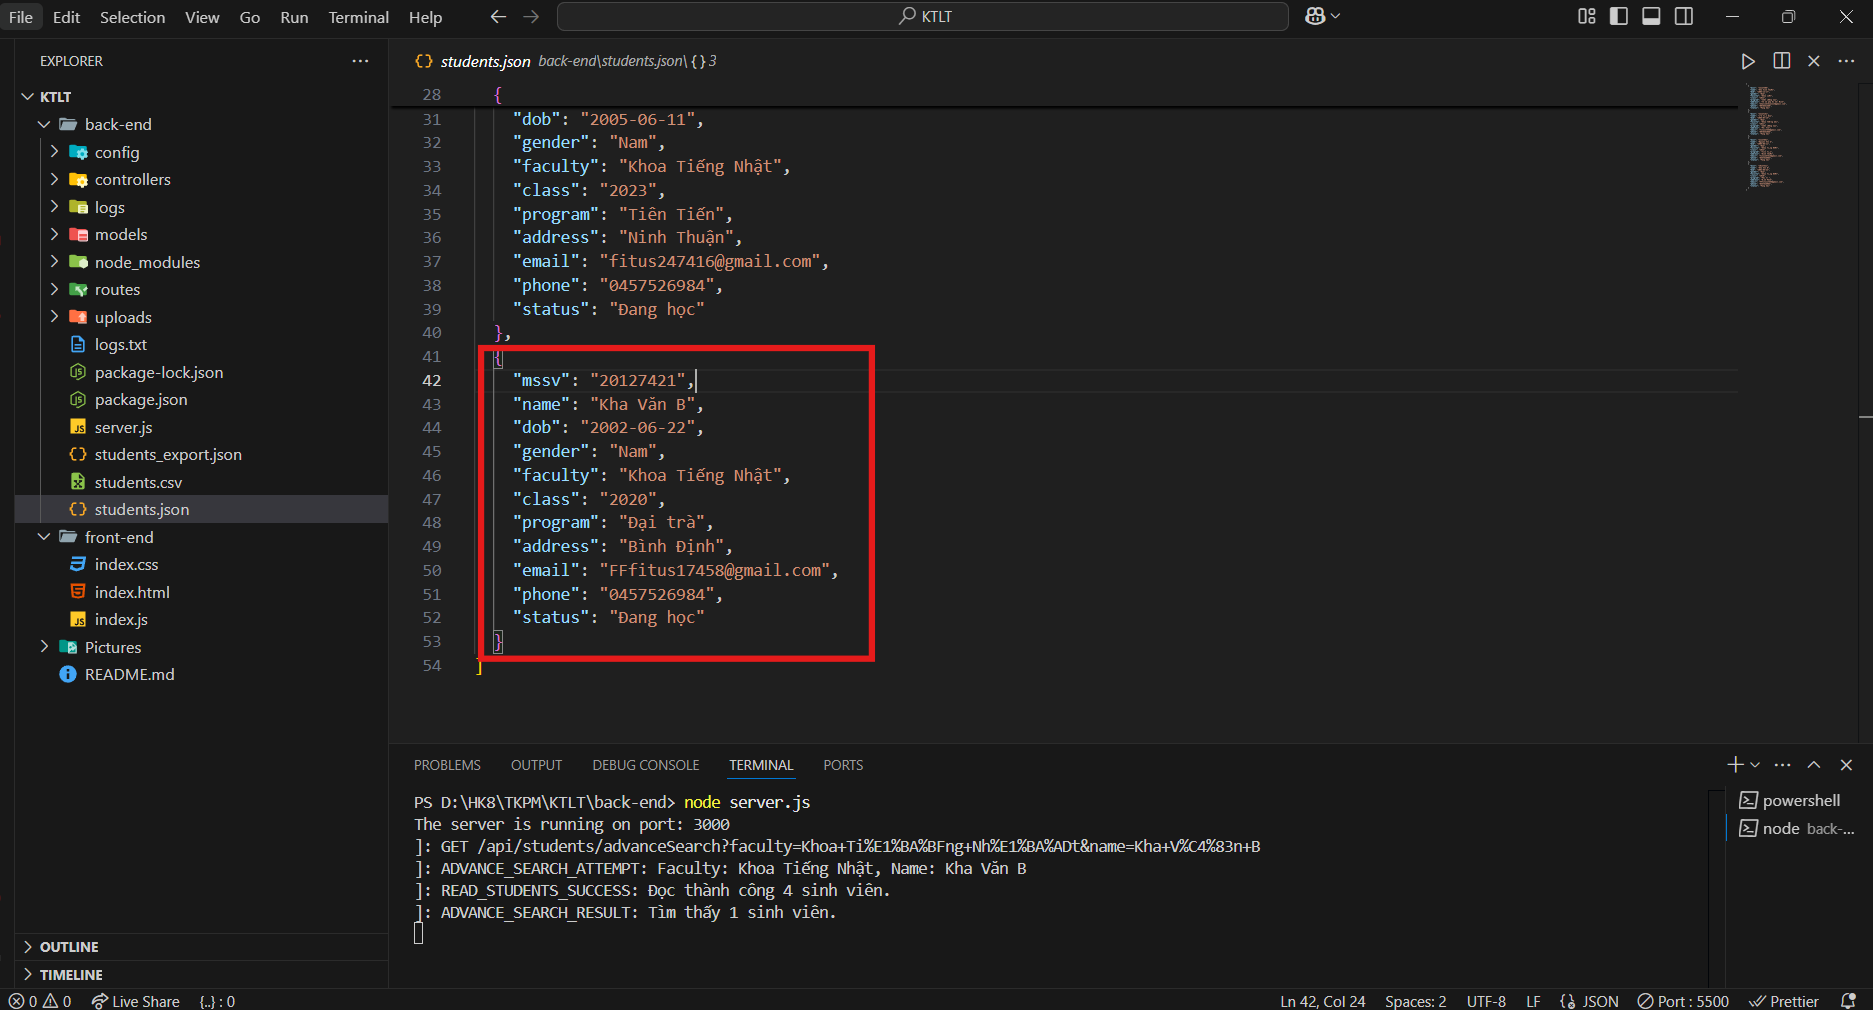 File Edit Selection View Go Run Terminal Help
KTLT
EXPLORER
KTLT
back-end
config
controllers
logs
models
node_modules
routes
uploads
logs.txt
package-lock.json
package.json
server.js
students_export.json
students.csv
students.json
front-end
index.css
index.html
index.js
Pictures
README.md
OUTLINE
TIMELINE
students.json back-end\students.json\{}3
28 {
31 "dob": "2005-06-11",
32 "gender": "Nam",
33 "faculty": "Khoa Tiếng Nhật",
34 "class": "2023",
35 "program": "Tiên Tiến",
36 "address": "Ninh Thuận",
37 "email": "fitus247416@gmail.com",
38 "phone": "0457526984",
39 "status": "Đang học"
40 },
41 {
42 "mssv": "20127421",
43 "name": "Kha Văn B",
44 "dob": "2002-06-22",
45 "gender": "Nam",
46 "faculty": "Khoa Tiếng Nhật",
47 "class": "2020",
48 "program": "Đại trà",
49 "address": "Bình Định",
50 "email": "FFfitus17458@gmail.com",
51 "phone": "0457526984",
52 "status": "Đang học"
53 }
54 ]
PROBLEMS OUTPUT DEBUG CONSOLE TERMINAL PORTS
PS D:\HK8\TKPM\KTLT\back-end> node server.js
The server is running on port: 3000
]: GET /api/students/advanceSearch?faculty=Khoa+Ti%E1%BA%BFng+Nh%E1%BA%ADt&name=Kha+V%C4%83n+B
]: ADVANCE_SEARCH_ATTEMPT: Faculty: Khoa Tiếng Nhật, Name: Kha Văn B
]: READ_STUDENTS_SUCCESS: Đọc thành công 4 sinh viên.
]: ADVANCE_SEARCH_RESULT: Tìm thấy 1 sinh viên.
powershell
node back-...
0 0 Live Share {..} : 0
Ln 42, Col 24 Spaces: 2 UTF-8 LF JSON Port : 5500 Prettier